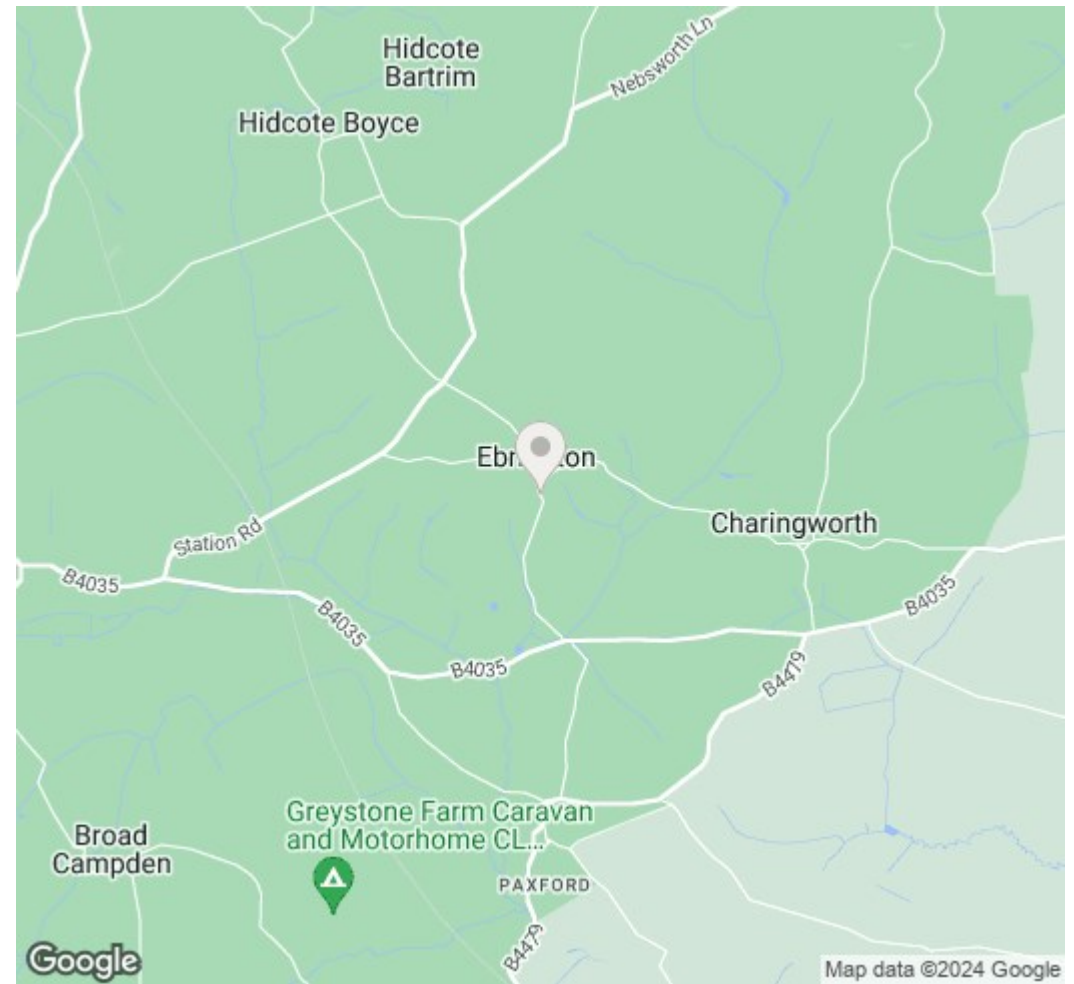 Hidcote
Bartrim
Nebsworth Ln
Hidcote Boyce
Charingworth
Station Rd
B4035
B4035
B4035
B4035
B4479
Greystone Farm Caravan
and Motorhome CL...
Broad
Campden
PAXFORD
B4479
Google
Map data ©2024 Google